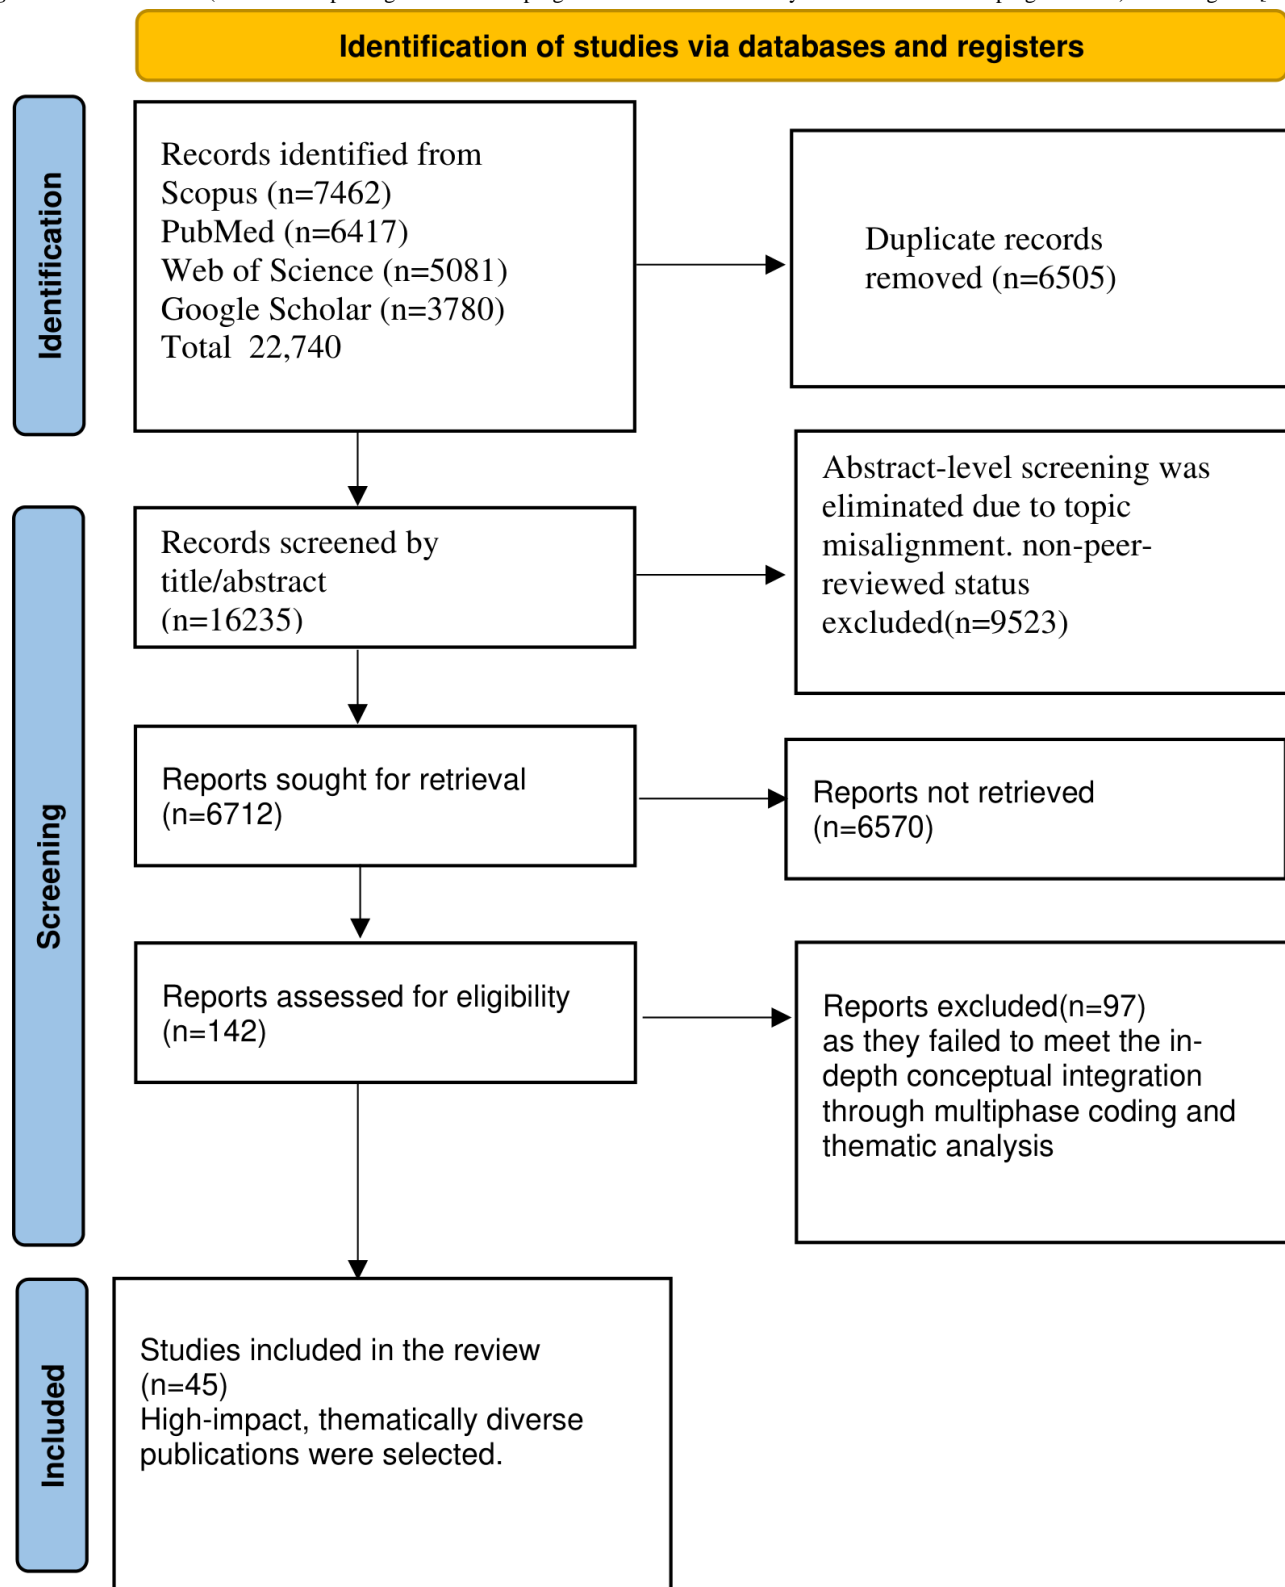 Identification of studies via databases and registers
Identification
Records identified from
Scopus (n=7462)
PubMed (n=6417)
Web of Science (n=5081)
Google Scholar (n=3780)
Total  22,740
Duplicate records
removed (n=6505)
Screening
Records screened by
title/abstract
(n=16235)
Abstract-level screening was
eliminated due to topic
misalignment. non-peer-
reviewed status
excluded(n=9523)
Reports sought for retrieval
(n=6712)
Reports not retrieved
(n=6570)
Reports assessed for eligibility
(n=142)
Reports excluded(n=97)
as they failed to meet the in-
depth conceptual integration
through multiphase coding and
thematic analysis
Included
Studies included in the review
(n=45)
High-impact, thematically diverse
publications were selected.